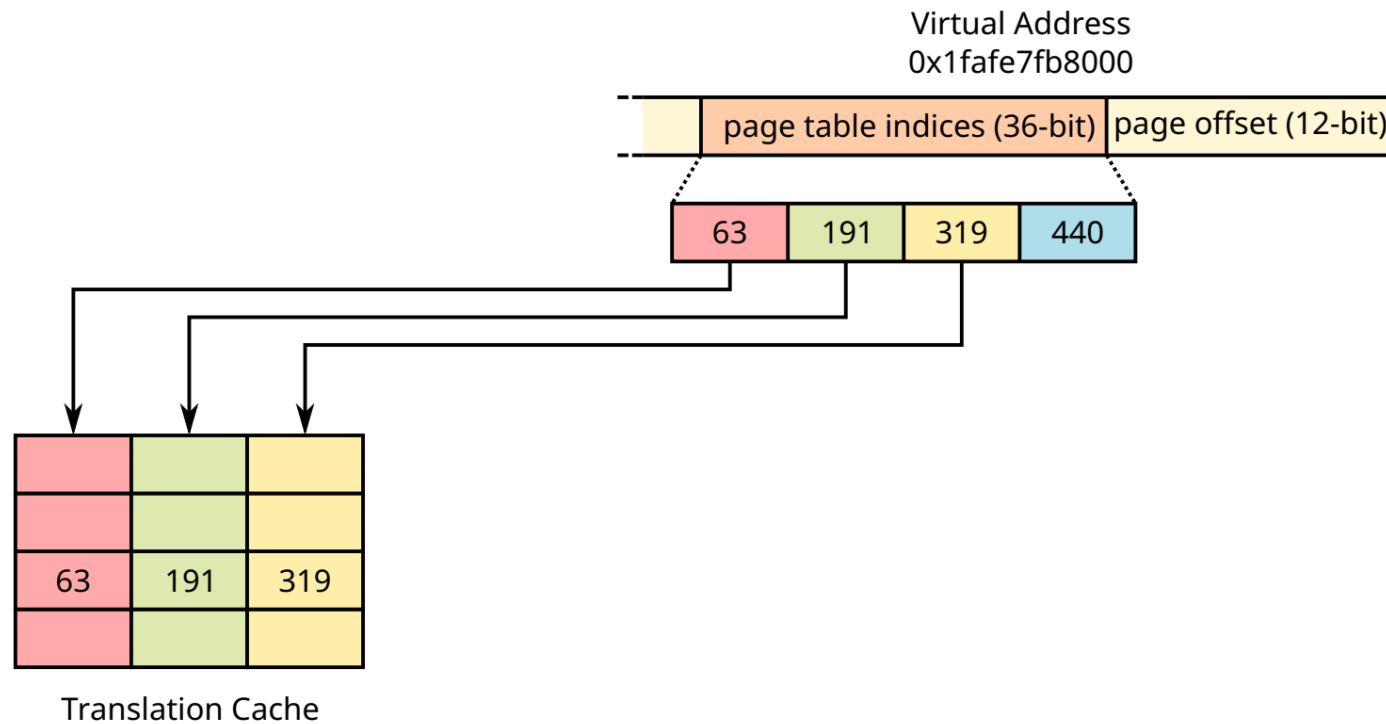 Virtual Address
0x1fafe7fb8000
page table indices (36-bit) page offset (12-bit)
63 191 319 440
63 191 319
Translation Cache